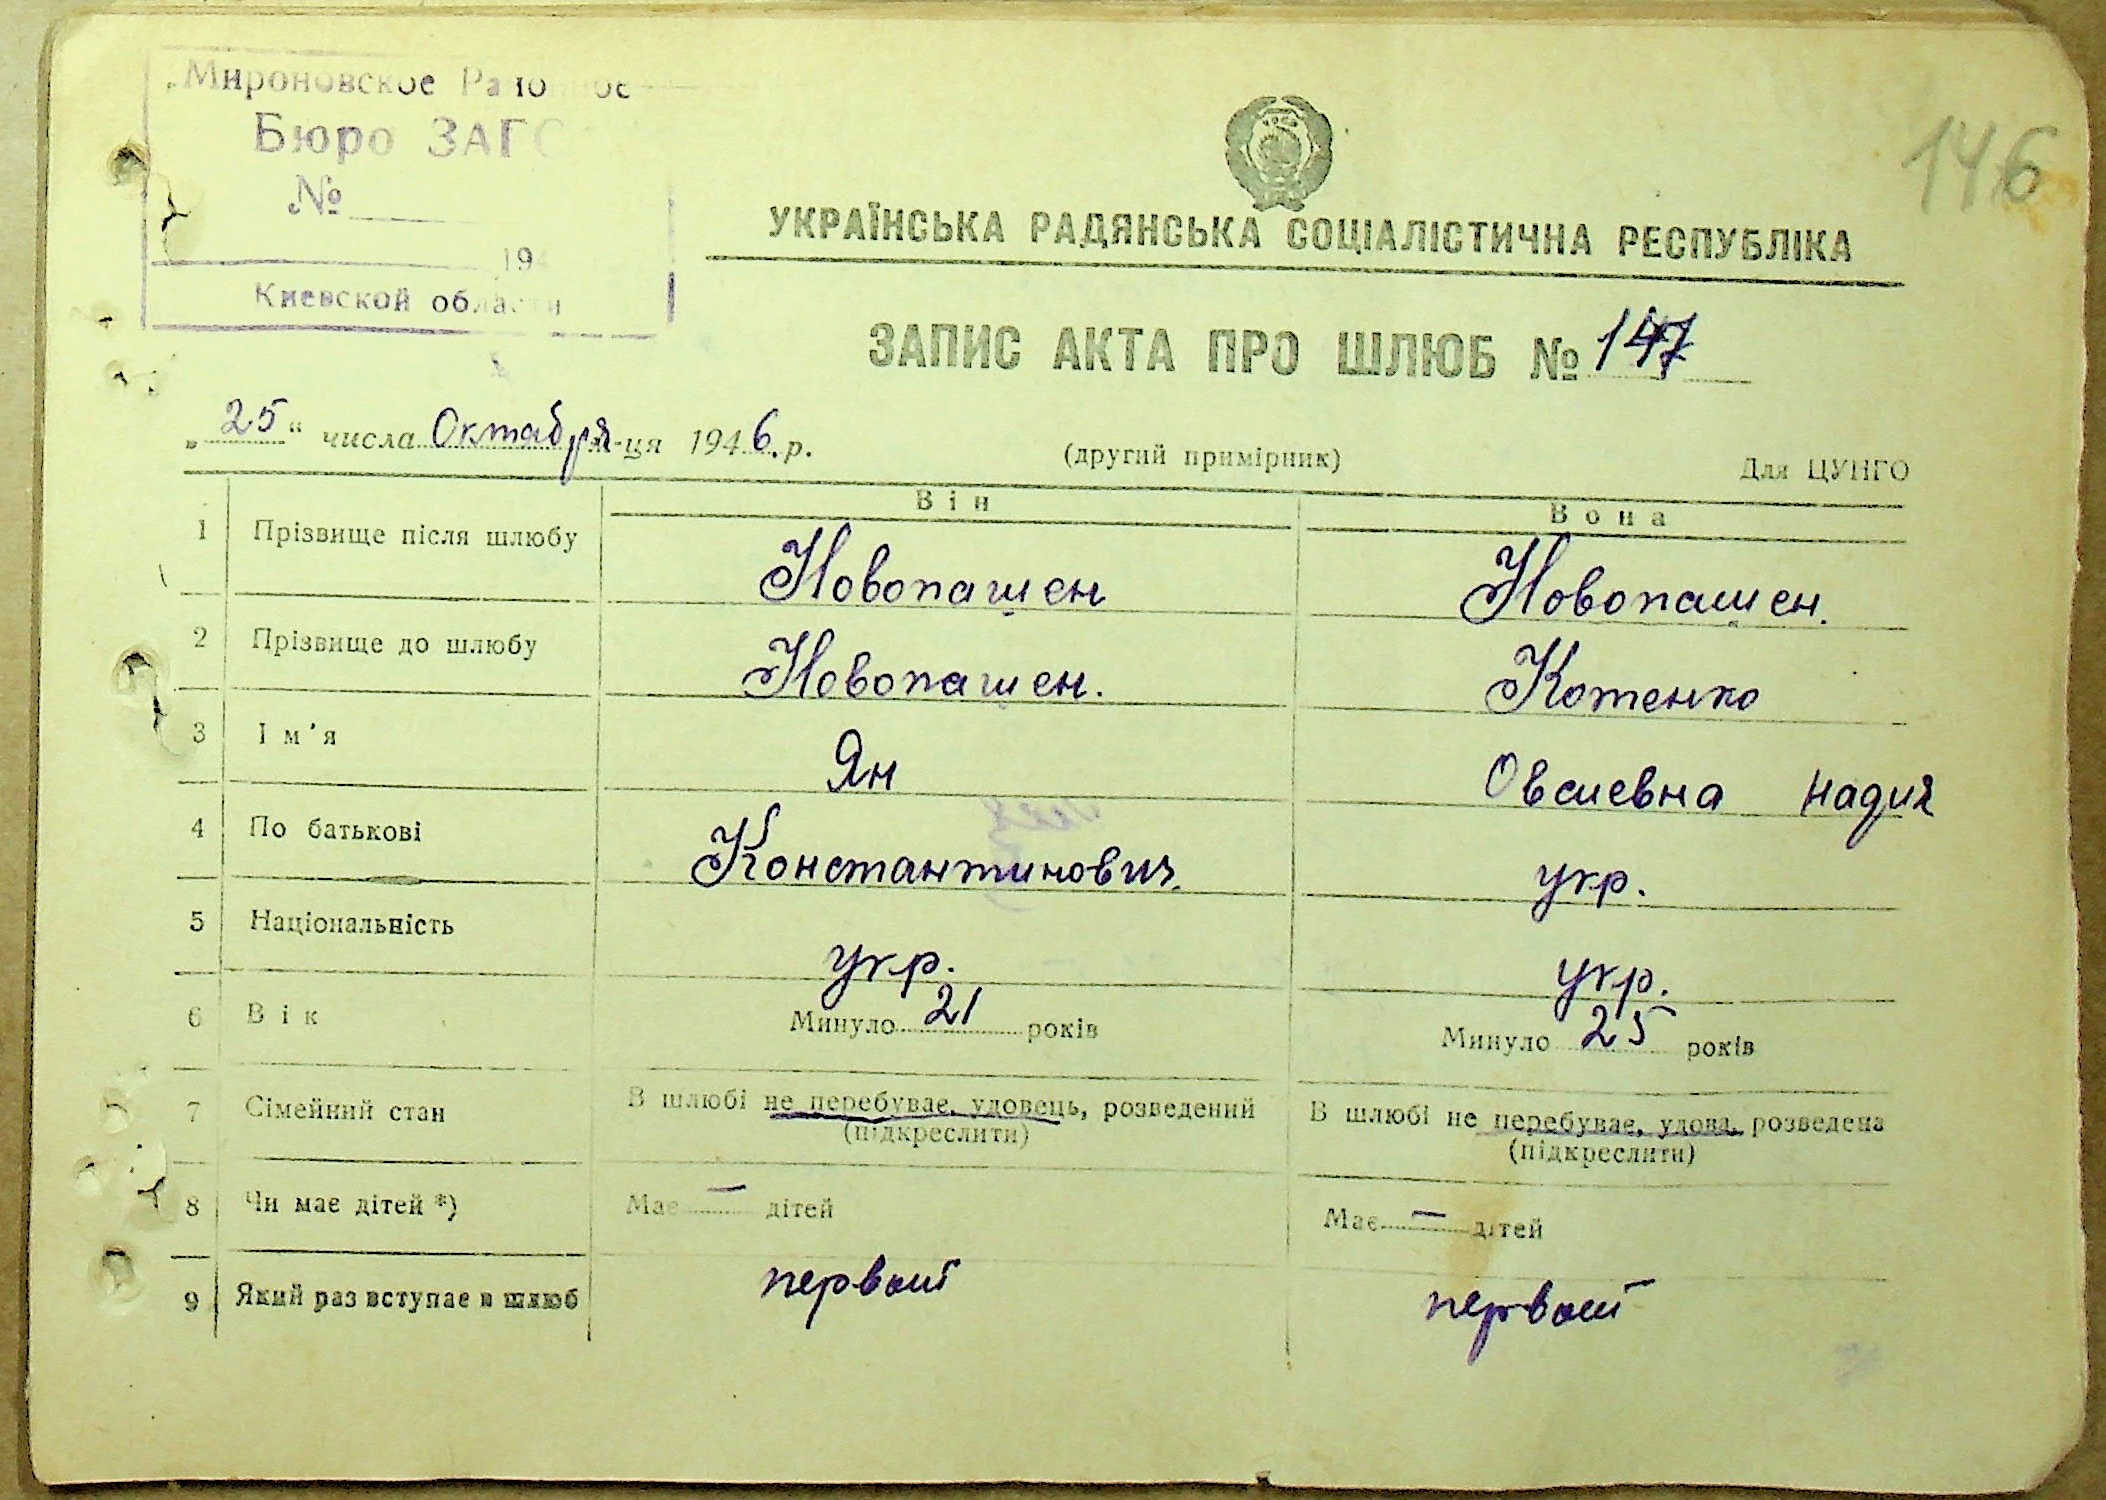 „Мироновское Районное
Бюро ЗАГС
№
194
Киевской области
146
УКРАЇНСЬКА РАДЯНСЬКА СОЦІАЛІСТИЧНА РЕСПУБЛІКА
ЗАПИС АКТА ПРО ШЛЮБ № 147
„25“ числа Октября м-ця 1946.р. (другий примірник) Для ЦУНГО
Він Вона
1 Прізвище після шлюбу Новопашен Новопашен.
2 Прізвище до шлюбу Новопашен. Котенко
3 Ім'я Ян Овсиевна Надия
4 По батькові Константинович укр.
5 Національність укр. укр.
6 Вік Минуло 21 років Минуло 25 років
7 Сімейний стан В шлюбі не перебуває, удовець, розведений В шлюбі не перебуває, удова, розведена
(підкреслити) (підкреслити)
8 Чи має дітей *) Має — дітей Має — дітей
9 Який раз вступає в шлюб первый первый